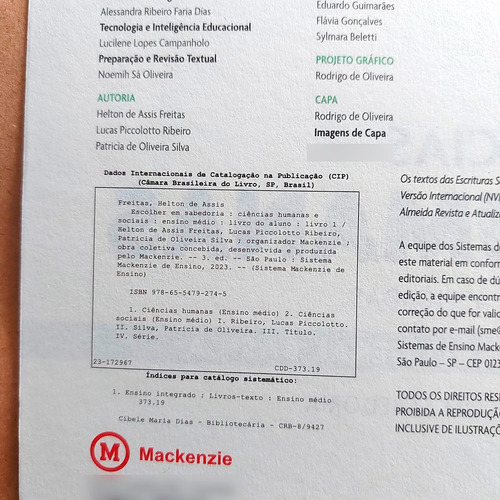 Alessandra Ribeiro Faria Dias
Tecnologia e Inteligência Educacional
Lucilene Lopes Campanholo
Preparação e Revisão Textual
Noemih Sá Oliveira
AUTORIA
Helton de Assis Freitas
Lucas Piccolotto Ribeiro
Patricia de Oliveira Silva
Eduardo Guimarães
Flávia Gonçalves
Sylmara Beletti
PROJETO GRÁFICO
Rodrigo de Oliveira
CAPA
Rodrigo de Oliveira
Imagens de Capa
Dados Internacionais de Catalogação na Publicação (CIP)
(Câmara Brasileira do Livro, SP, Brasil)
Freitas, Helton de Assis
Escolher em sabedoria : ciências humanas e
sociais : ensino médio : livro do aluno : livro 1 /
Helton de Assis Freitas, Lucas Piccolotto Ribeiro,
Patricia de Oliveira Silva ; organizador Mackenzie ;
obra coletiva concebida, desenvolvida e produzida
pelo Mackenzie. -- 3. ed. -- São Paulo : Sistema
Mackenzie de Ensino, 2023. -- (Sistema Mackenzie de
Ensino)
ISBN 978-65-5479-274-5
1. Ciências humanas (Ensino médio) 2. Ciências
sociais (Ensino médio) I. Ribeiro, Lucas Piccolotto.
II. Silva, Patricia de Oliveira. III. Título.
IV. Série.
23-172967 CDD-373.19
Índices para catálogo sistemático:
1. Ensino integrado : Livros-texto : Ensino médio
373.19
Cibele Maria Dias - Bibliotecária - CRB-8/9427
M Mackenzie
Os textos das Escrituras S
Versão Internacional (NVI
Almeida Revista e Atualiz
A equipe dos Sistemas d
este material em conform
editoriais. Em caso de dú
edição, a equipe encontr
correção do que for valid
contato por e-mail (sme@
Sistemas de Ensino Mack
São Paulo – SP – CEP 0123
TODOS OS DIREITOS RES
PROIBIDA A REPRODUÇÃ
INCLUSIVE DE ILUSTRAÇÕ